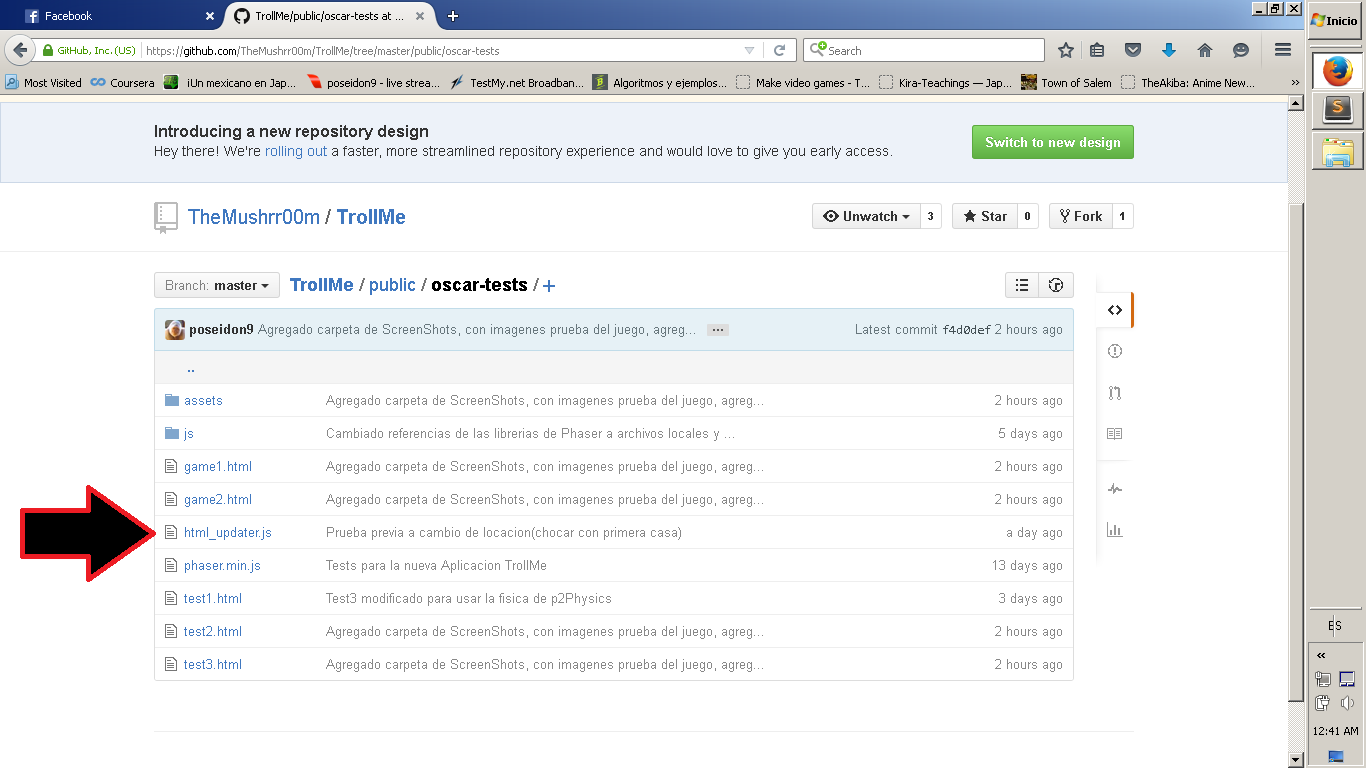 Facebook
TrollMe/public/oscar-tests at ...
Inicio
GitHub, Inc. (US)
https://github.com/TheMushrr00m/TrollMe/tree/master/public/oscar-tests
Search
Most Visited
Coursera
iUn mexicano en Jap...
poseidon9 - live strea...
TestMy.net Broadban...
Algoritmos y ejemplos...
Make video games - T...
Kira-Teachings — Jap...
Town of Salem
TheAkiba: Anime New...
Introducing a new repository design
Hey there! We're rolling out a faster, more streamlined repository experience and would love to give you early access.
Switch to new design
TheMushrr00m / TrollMe
Unwatch 3
Star 0
Fork 1
Branch: master
TrollMe / public / oscar-tests / +
poseidon9 Agregado carpeta de ScreenShots, con imagenes prueba del juego, agreg... ...
Latest commit f4d0def 2 hours ago
..
assets Agregado carpeta de ScreenShots, con imagenes prueba del juego, agreg... 2 hours ago
js Cambiado referencias de las librerias de Phaser a archivos locales y ... 5 days ago
game1.html Agregado carpeta de ScreenShots, con imagenes prueba del juego, agreg... 2 hours ago
game2.html Agregado carpeta de ScreenShots, con imagenes prueba del juego, agreg... 2 hours ago
html_updater.js Prueba previa a cambio de locacion(chocar con primera casa) a day ago
phaser.min.js Tests para la nueva Aplicacion TrollMe 13 days ago
test1.html Test3 modificado para usar la fisica de p2Physics 3 days ago
test2.html Agregado carpeta de ScreenShots, con imagenes prueba del juego, agreg... 2 hours ago
test3.html Agregado carpeta de ScreenShots, con imagenes prueba del juego, agreg... 2 hours ago
ES
12:41 AM